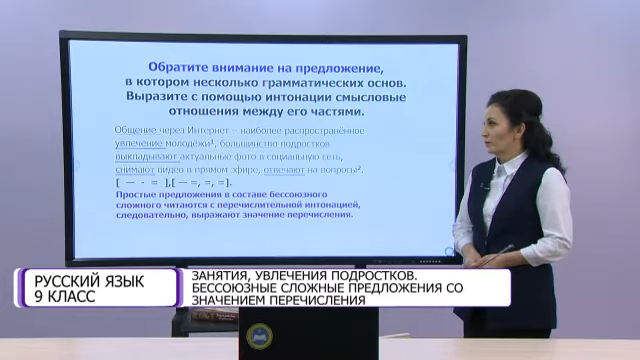 Обратите внимание на предложение,
в котором несколько грамматических основ.
Выразите с помощью интонации смысловые
отношения между его частями.
Общение через Интернет – наиболее распространённое
увлечение молодёжи¹, большинство подростков
выкладывают актуальные фото в социальную сеть,
снимают видео в прямом эфире, отвечают на вопросы².
[ — - = ],[ — =, =, =].
Простые предложения в составе бессоюзного
сложного читаются с перечислительной интонацией,
следовательно, выражают значение перечисления.
РУССКИЙ ЯЗЫК
9 КЛАСС
ЗАНЯТИЯ, УВЛЕЧЕНИЯ ПОДРОСТКОВ.
БЕССОЮЗНЫЕ СЛОЖНЫЕ ПРЕДЛОЖЕНИЯ СО
ЗНАЧЕНИЕМ ПЕРЕЧИСЛЕНИЯ